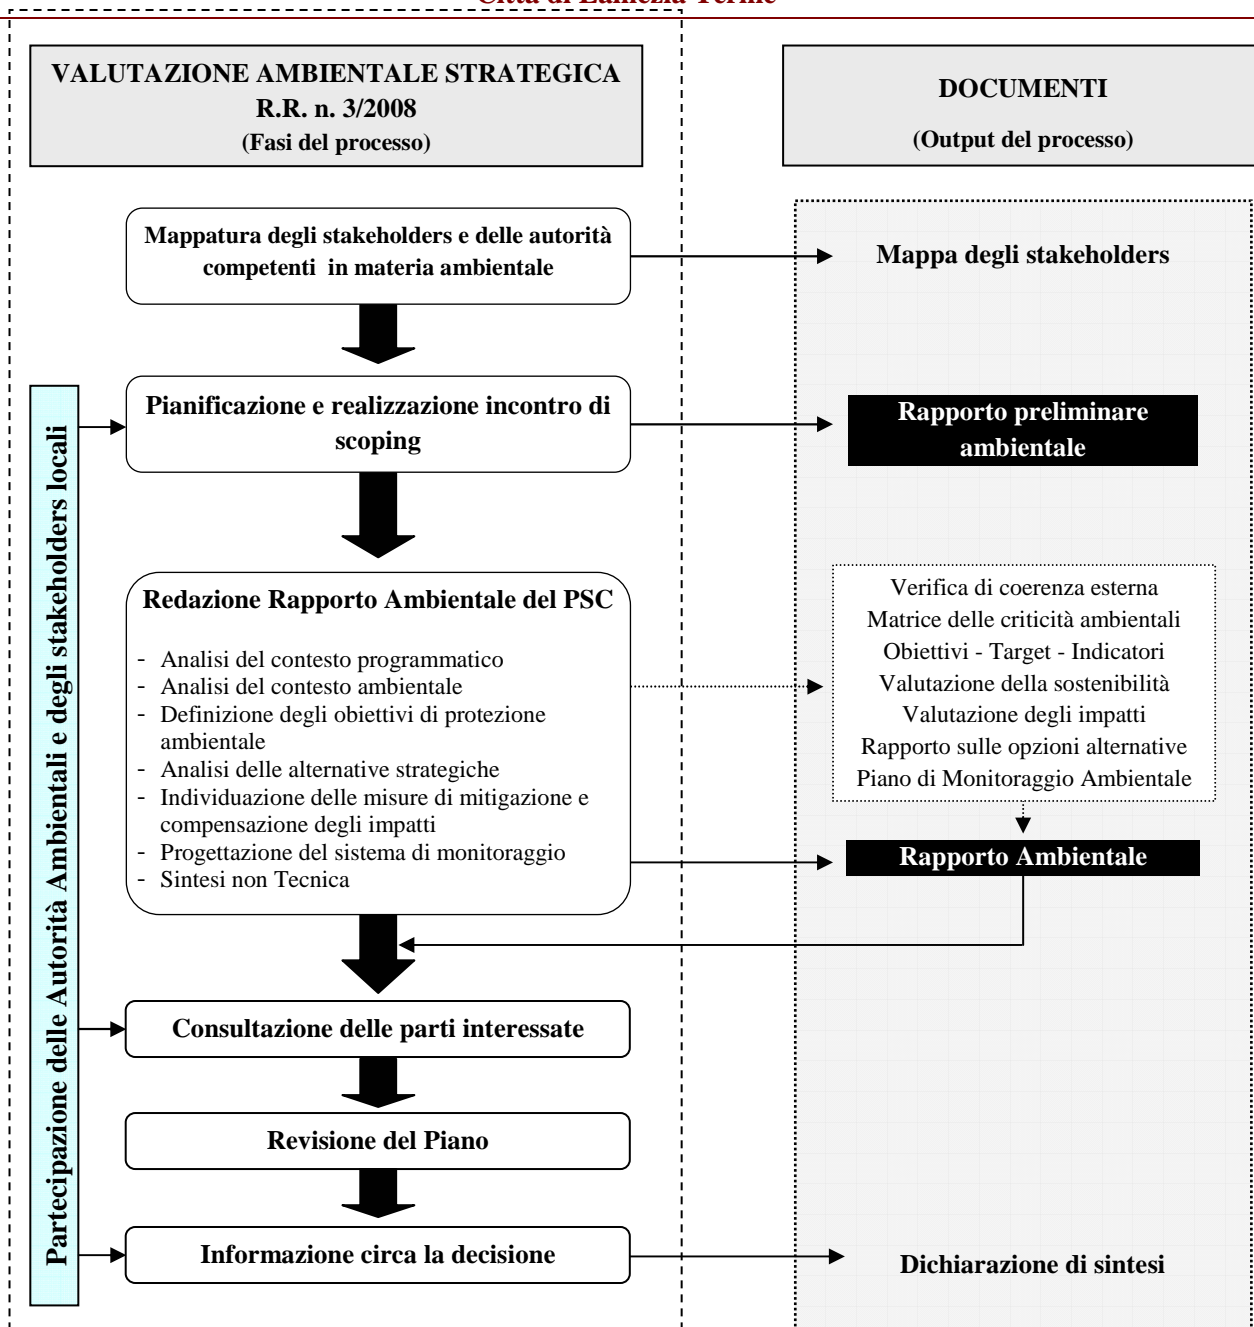 Città di Lamezia Terme
VALUTAZIONE AMBIENTALE STRATEGICA
R.R. n. 3/2008
(Fasi del processo)
DOCUMENTI
(Output del processo)
Mappatura degli stakeholders e delle autorità
competenti in materia ambientale
Mappa degli stakeholders
Partecipazione delle Autorità Ambientali e degli stakeholders locali
Pianificazione e realizzazione incontro di
scoping
Rapporto preliminare
ambientale
Redazione Rapporto Ambientale del PSC
- Analisi del contesto programmatico
- Analisi del contesto ambientale
- Definizione degli obiettivi di protezione
ambientale
- Analisi delle alternative strategiche
- Individuazione delle misure di mitigazione e
compensazione degli impatti
- Progettazione del sistema di monitoraggio
- Sintesi non Tecnica
Verifica di coerenza esterna
Matrice delle criticità ambientali
Obiettivi - Target - Indicatori
Valutazione della sostenibilità
Valutazione degli impatti
Rapporto sulle opzioni alternative
Piano di Monitoraggio Ambientale
Rapporto Ambientale
Consultazione delle parti interessate
Revisione del Piano
Informazione circa la decisione
Dichiarazione di sintesi